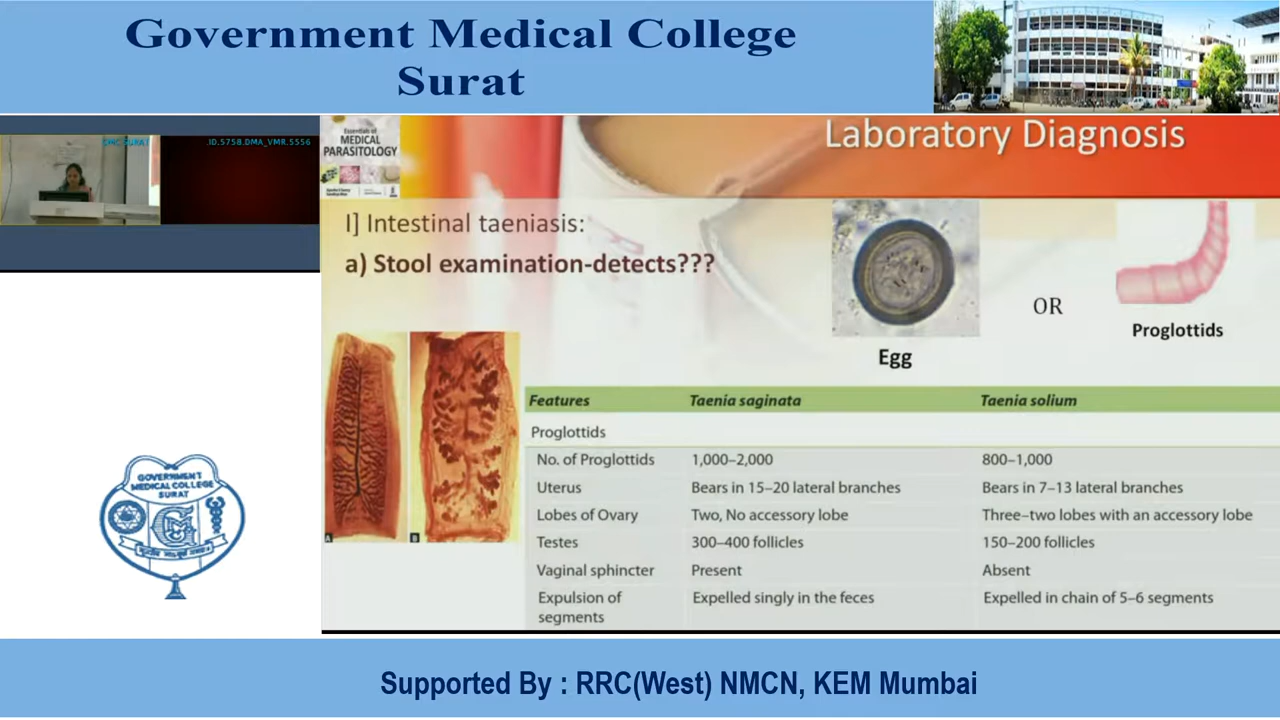 Government Medical College
Surat
GMC_SURAT
.ID.5758.DMA_VMR.5556
Essentials of
MEDICAL
PARASITOLOGY
Laboratory Diagnosis
I] Intestinal taeniasis:
a) Stool examination-detects???
Egg
OR
Proglottids
A
B
Features Taenia saginata Taenia solium
Proglottids
No. of Proglottids 1,000–2,000 800–1,000
Uterus Bears in 15–20 lateral branches Bears in 7–13 lateral branches
Lobes of Ovary Two, No accessory lobe Three–two lobes with an accessory lobe
Testes 300–400 follicles 150–200 follicles
Vaginal sphincter Present Absent
Expulsion of Expelled singly in the feces Expelled in chain of 5–6 segments
segments
GOVERNMENT
MEDICAL COLLEGE
SURAT
Supported By : RRC(West) NMCN, KEM Mumbai